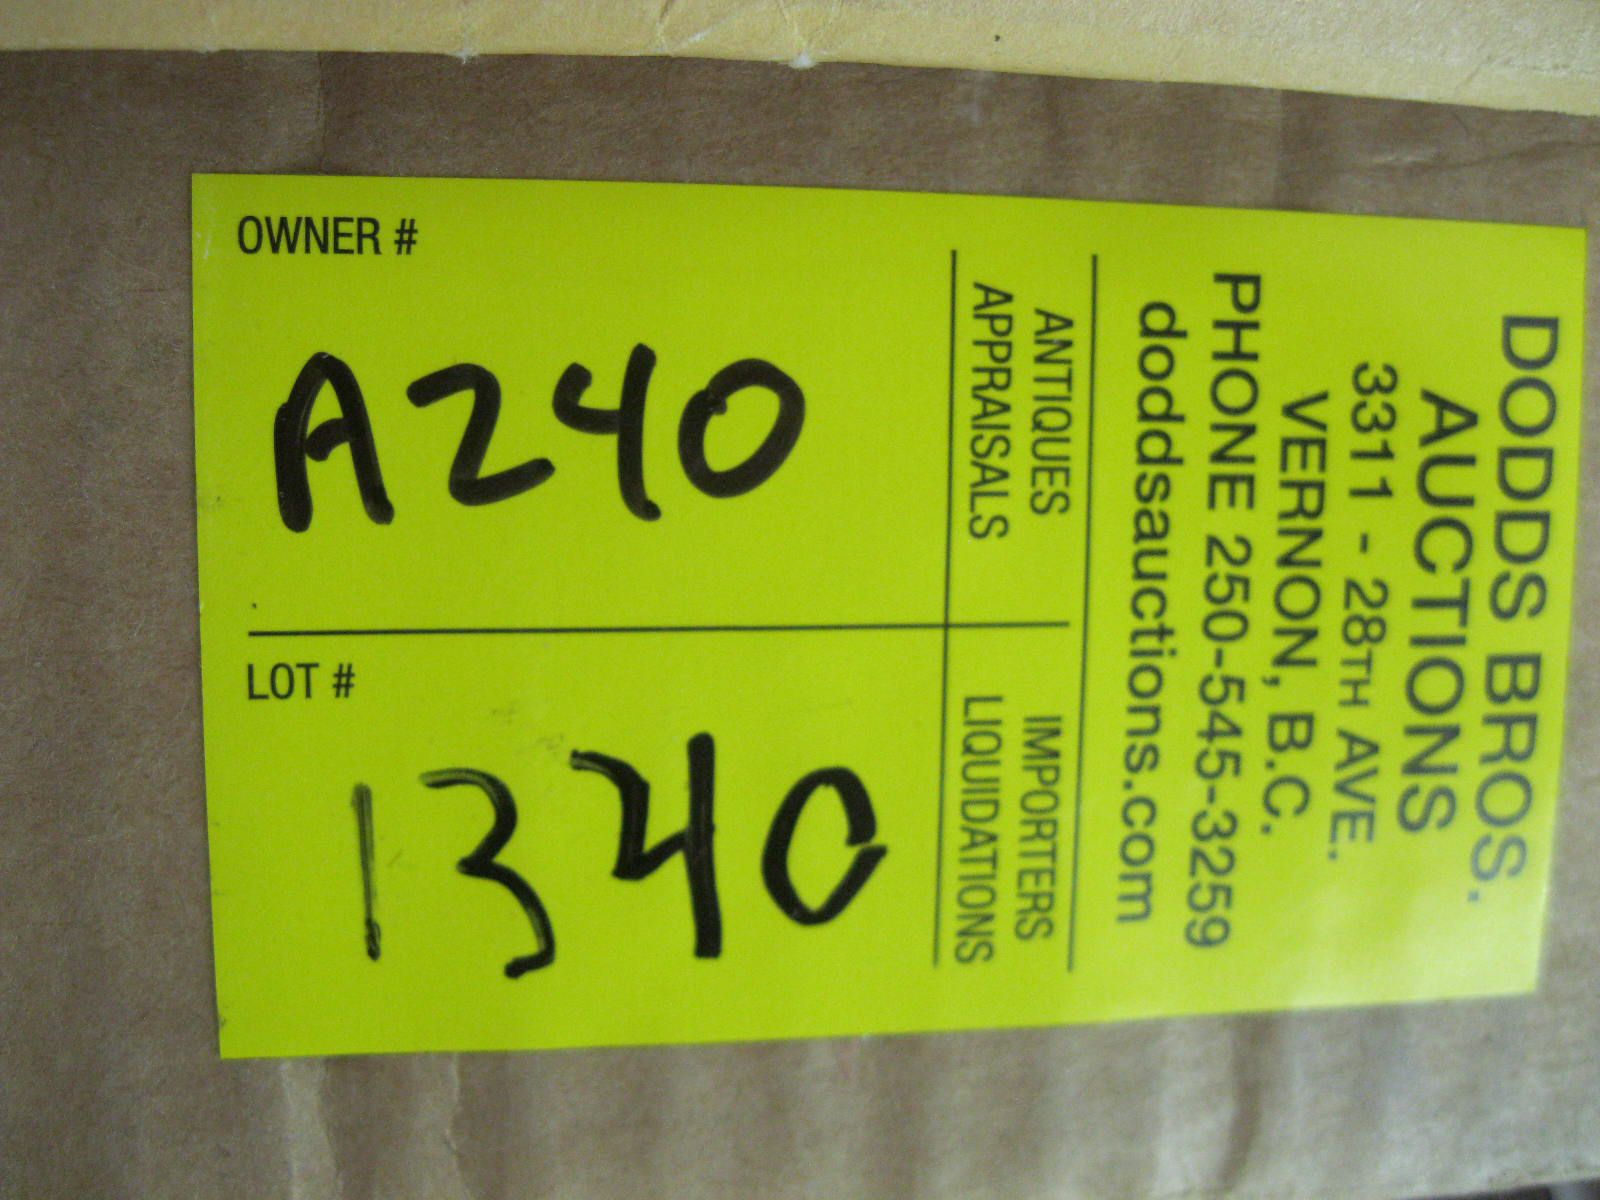 DODDS BROS.
AUCTIONS
3311 - 28TH AVE.
VERNON, B.C.
PHONE 250-545-3259
doddsauctions.com
ANTIQUES
APPRAISALS
IMPORTERS
LIQUIDATIONS
OWNER #
A240
LOT #
1340